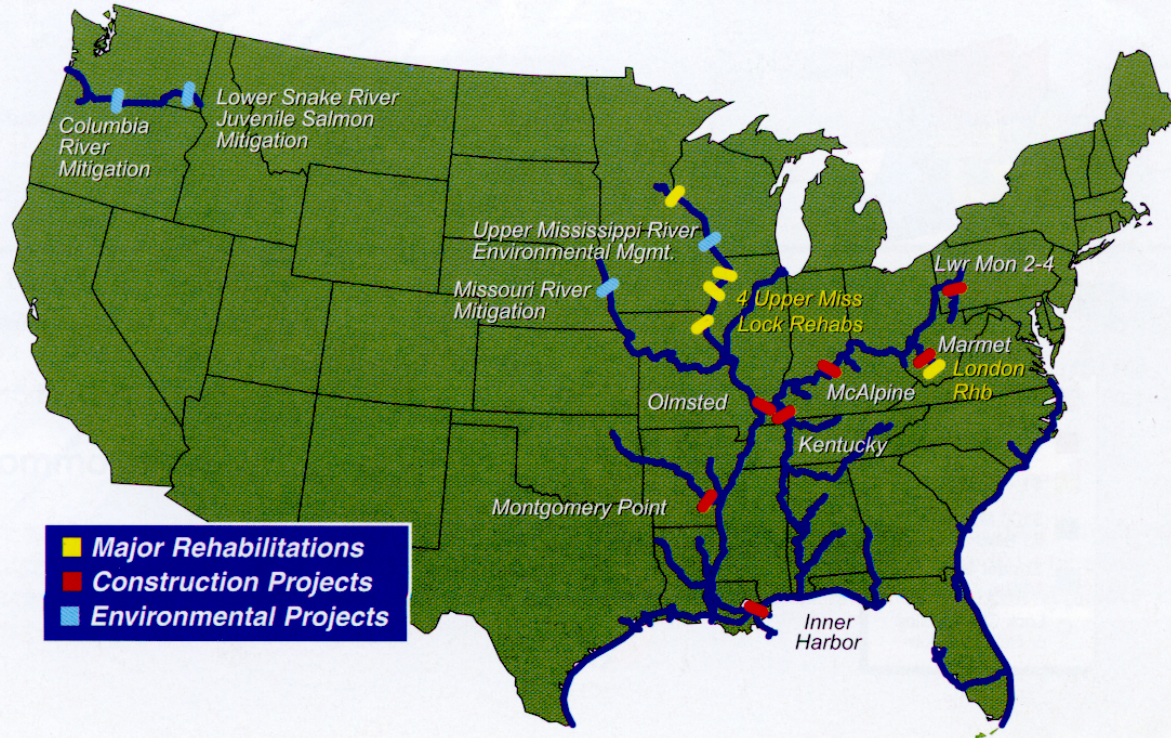 Lower Snake River
Juvenile Salmon
Mitigation
Columbia
River
Mitigation
Upper Mississippi River
Environmental Mgmt.
Missouri River
Mitigation
4 Upper Miss
Lock Rehabs
Lwr Mon 2-4
Marmet
London
Rhb
McAlpine
Olmsted
Kentucky
Montgomery Point
Inner
Harbor
Major Rehabilitations
Construction Projects
Environmental Projects